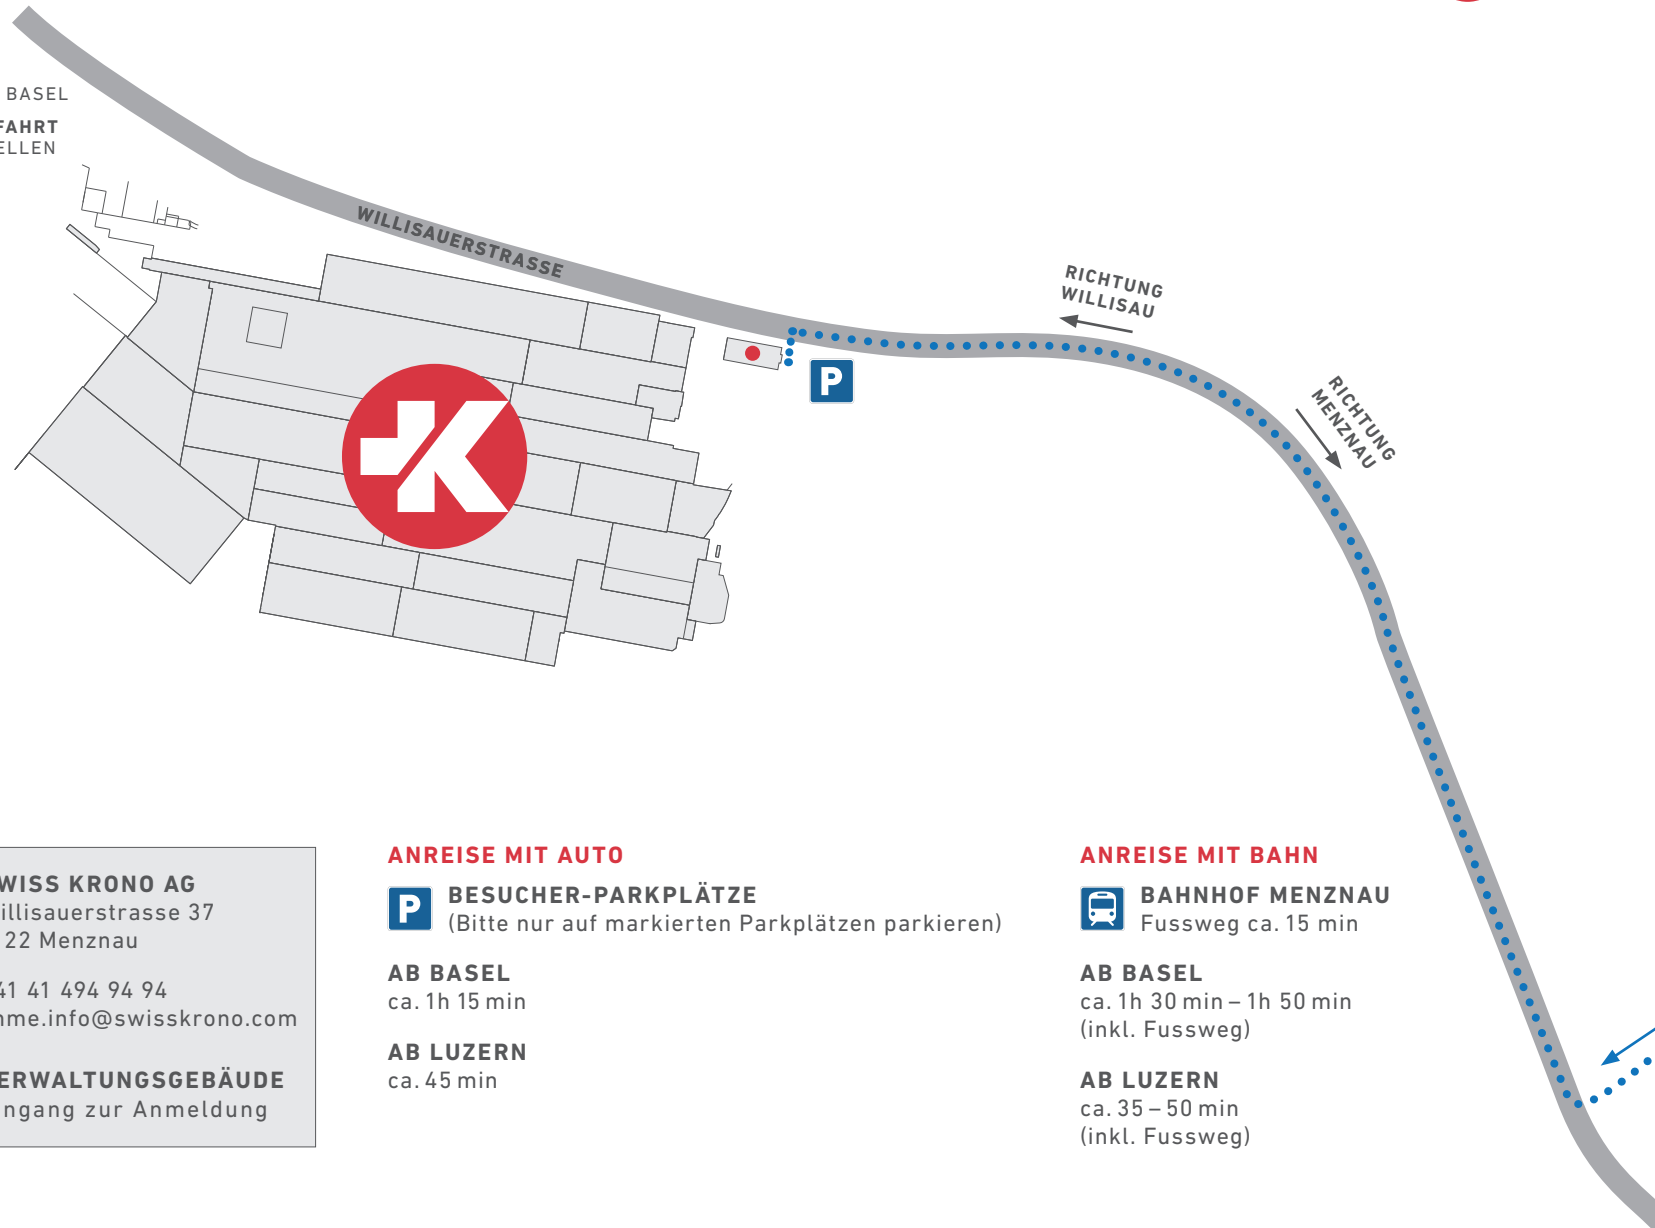 BASEL
FAHRT
ELLEN
WILLISAUERSTRASSE
RICHTUNG
WILLISAU
RICHTUNG
MENZNAU
P
K
WISS KRONO AG
illisauerstrasse 37
22 Menznau
41 41 494 94 94
me.info@swisskrono.com
ERWALTUNGSGEBÄUDE
ngang zur Anmeldung
ANREISE MIT AUTO
P BESUCHER-PARKPLÄTZE
(Bitte nur auf markierten Parkplätzen parkieren)
AB BASEL
ca. 1h 15 min
AB LUZERN
ca. 45 min
ANREISE MIT BAHN
BAHNHOF MENZNAU
Fussweg ca. 15 min
AB BASEL
ca. 1h 30 min – 1h 50 min
(inkl. Fussweg)
AB LUZERN
ca. 35 – 50 min
(inkl. Fussweg)